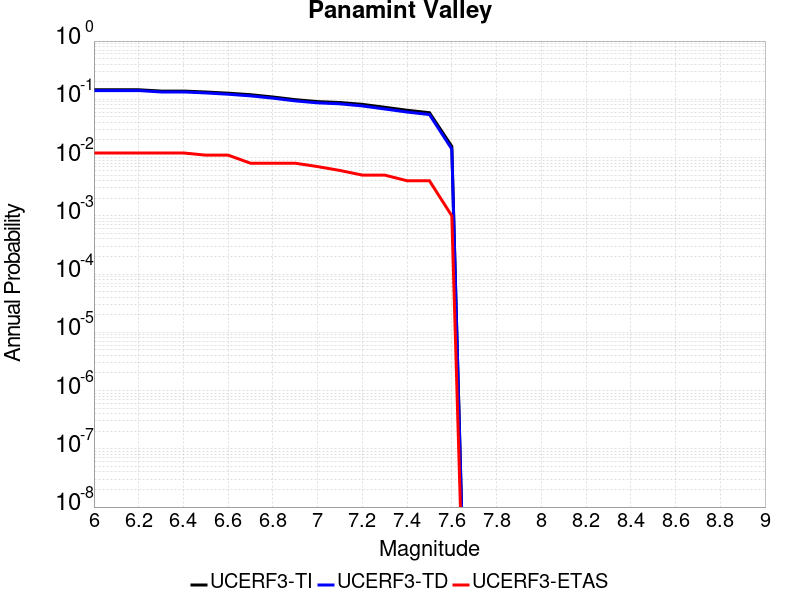 Panamint Valley
10^0
10^-1
10^-2
10^-3
10^-4
10^-5
10^-6
10^-7
10^-8
Annual Probability
6 6.2 6.4 6.6 6.8 7 7.2 7.4 7.6 7.8 8 8.2 8.4 8.6 8.8 9
Magnitude
UCERF3-TI UCERF3-TD UCERF3-ETAS